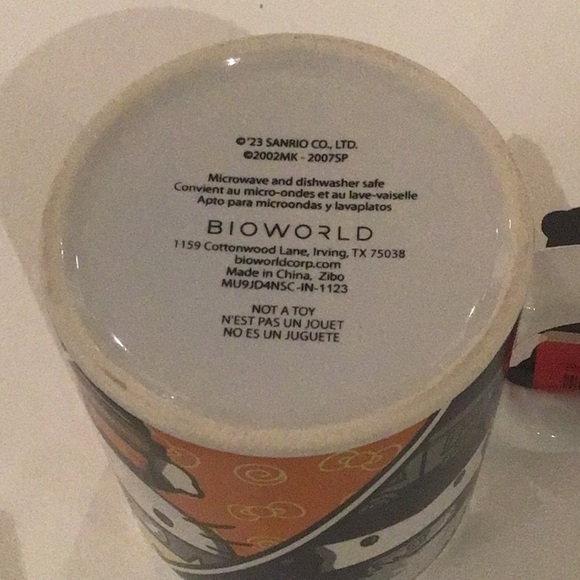 ©'23 SANRIO CO., LTD.
©2002MK - 2007SP
Microwave and dishwasher safe
Convient au micro-ondes et au lave-vaiselle
Apto para microondas y lavaplatos
BIOWORLD
1159 Cottonwood Lane, Irving, TX 75038
bioworldcorp.com
Made in China, Zibo
MU9JD4NSC-IN-1123
NOT A TOY
N'EST PAS UN JOUET
NO ES UN JUGUETE